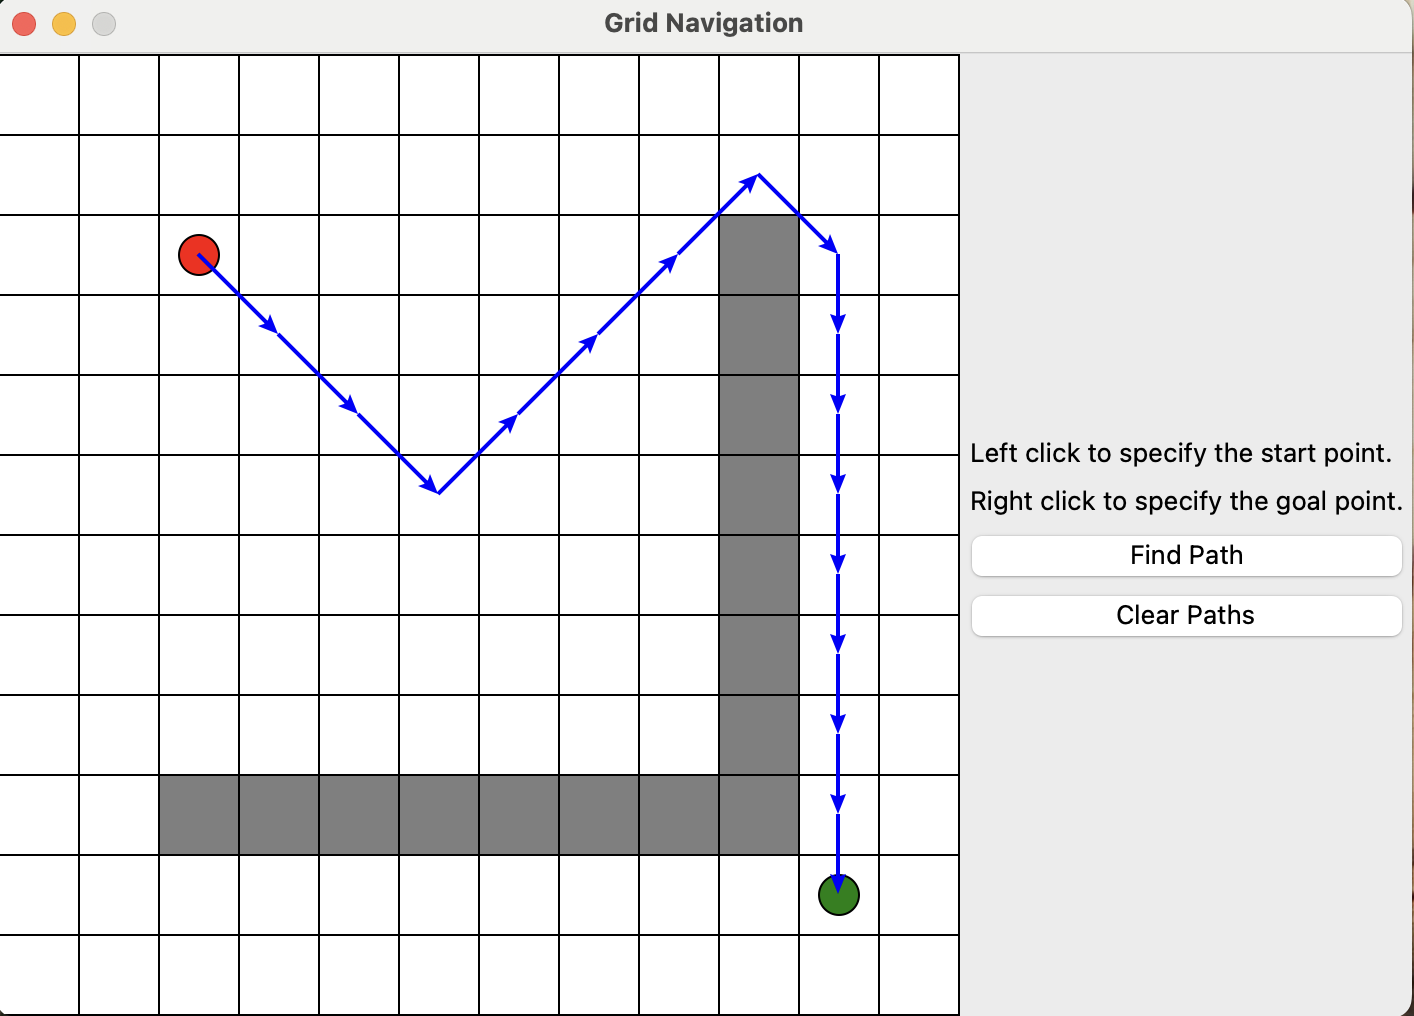 Grid Navigation
Left click to specify the start point.
Right click to specify the goal point.
Find Path
Clear Paths